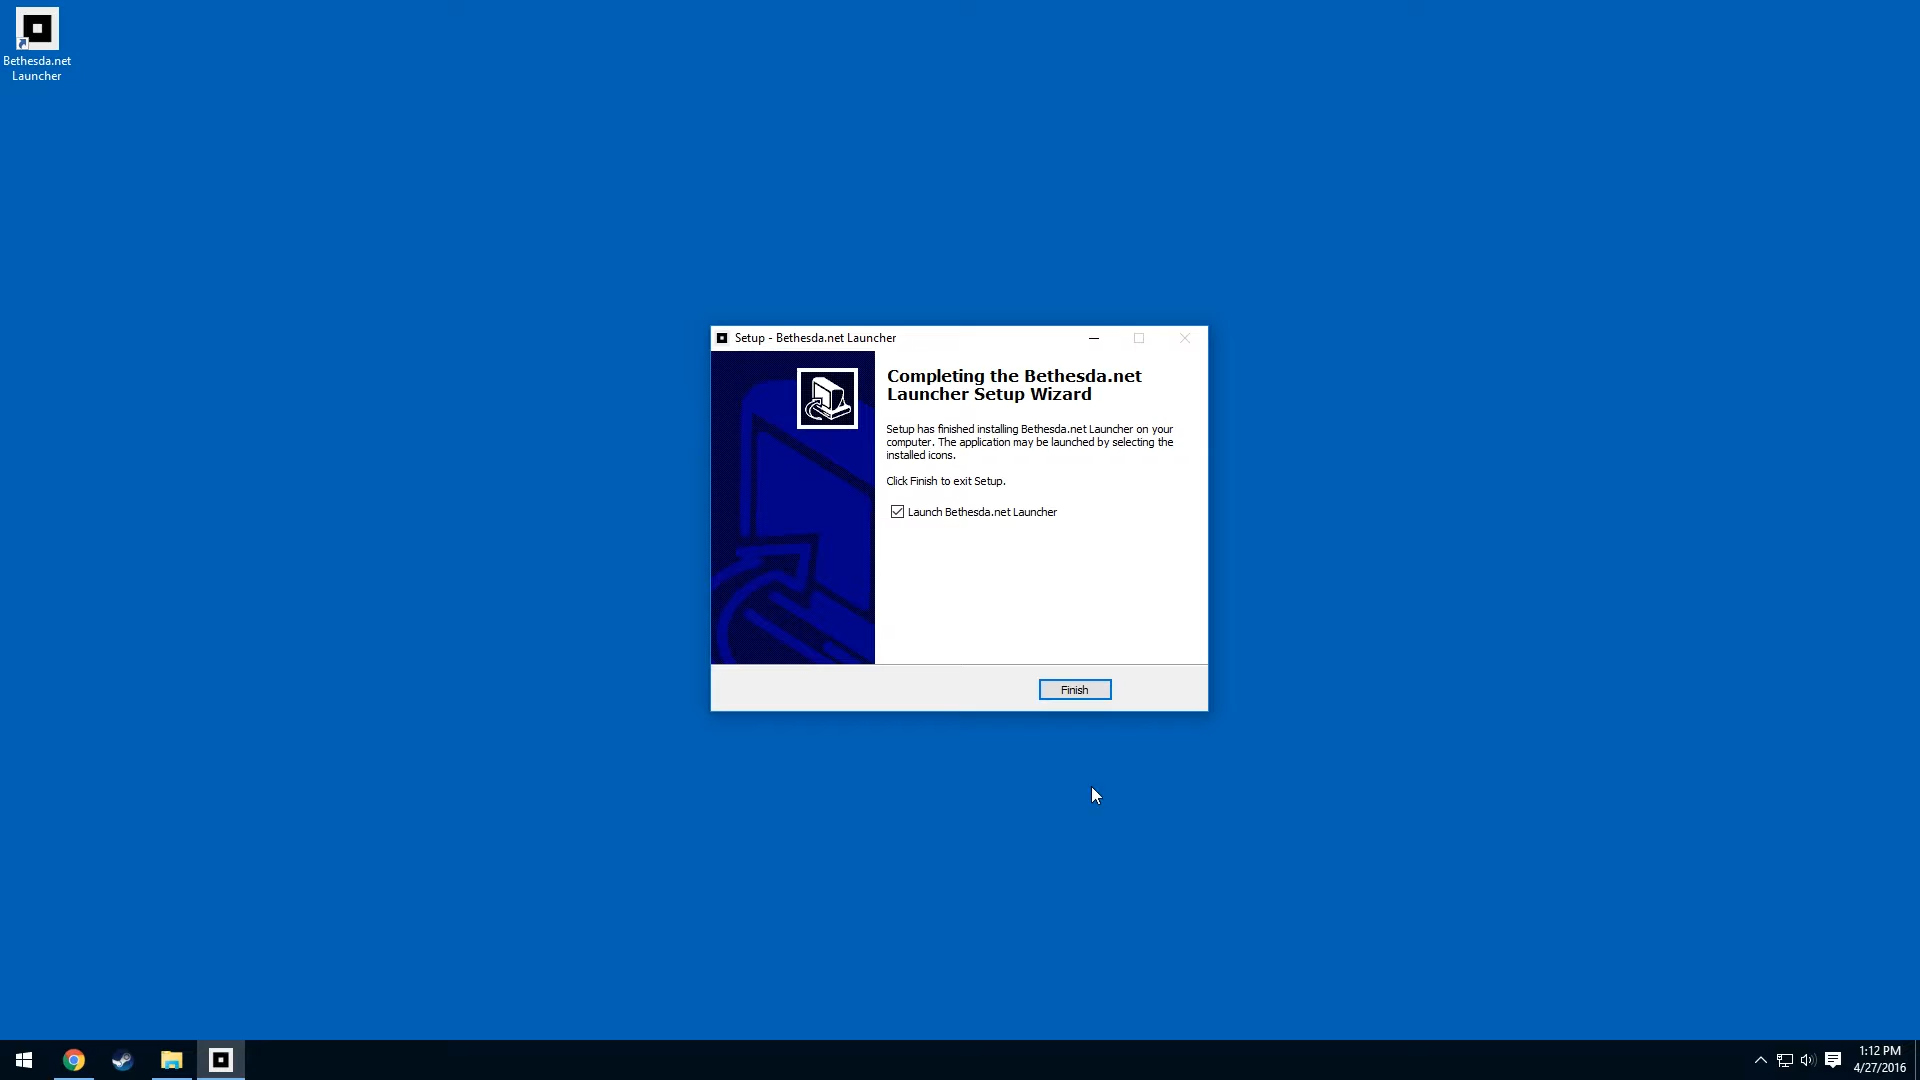 Bethesda.net
Launcher
Setup - Bethesda.net Launcher
Completing the Bethesda.net
Launcher Setup Wizard
Setup has finished installing Bethesda.net Launcher on your
computer. The application may be launched by selecting the
installed icons.
Click Finish to exit Setup.
Launch Bethesda.net Launcher
Finish
1:12 PM
4/27/2016